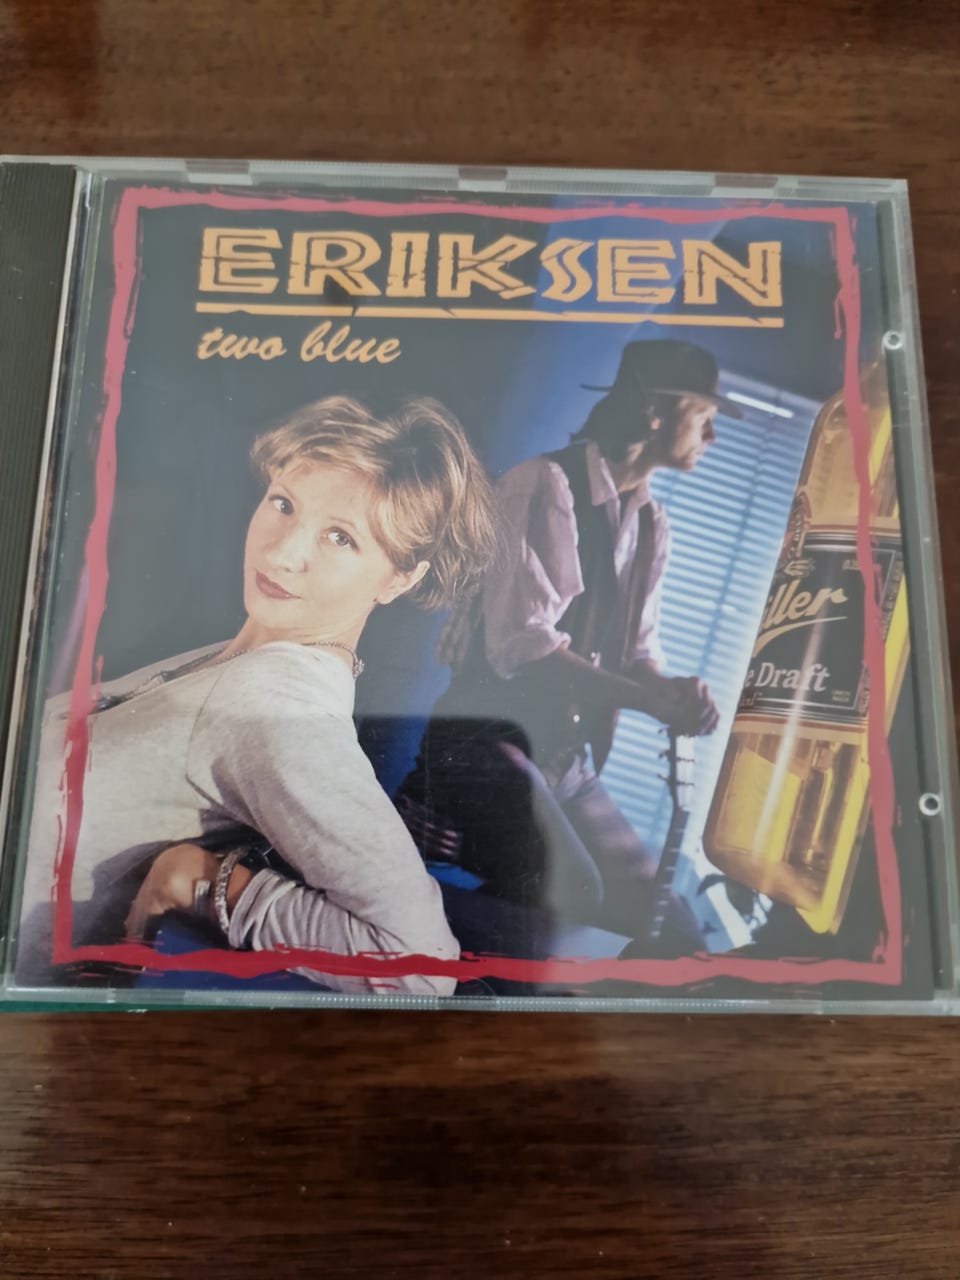 ERIKSEN
two blue
iller
e Draft